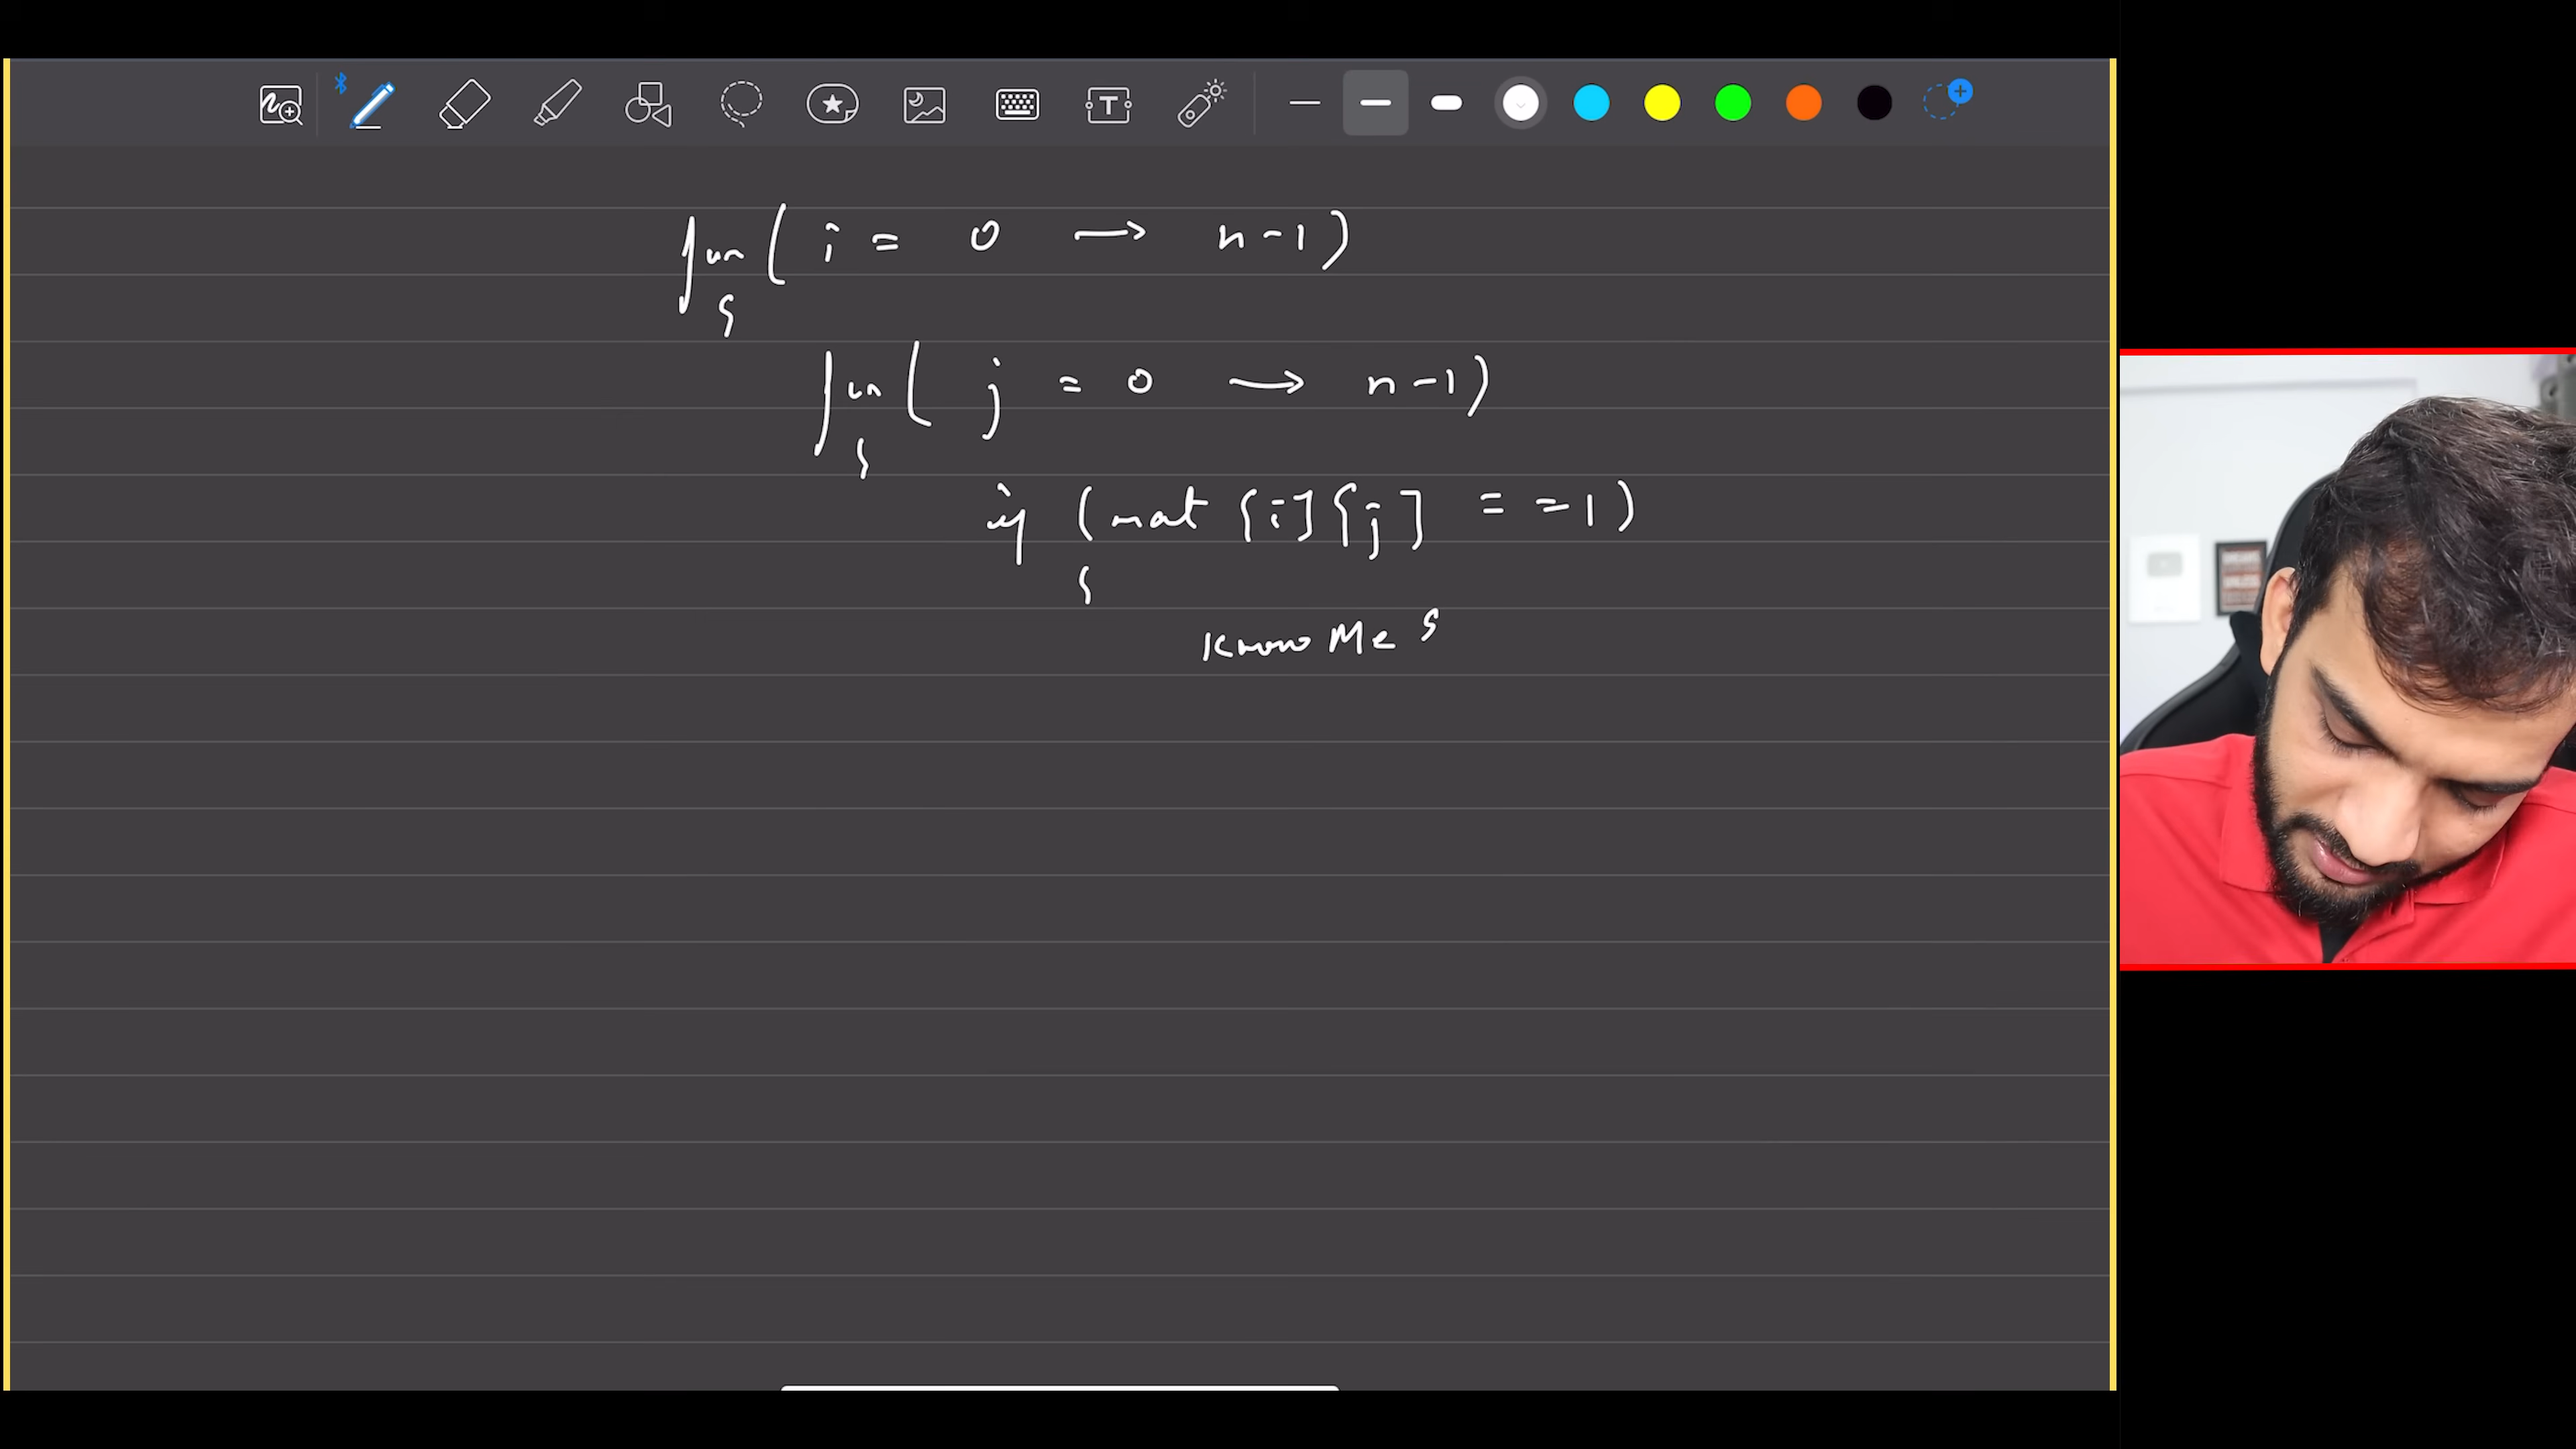 for ( i = 0 → n-1)
{
for ( j = 0 → n-1)
{
if (mat [i][j] == 1)
{
KnowMe [